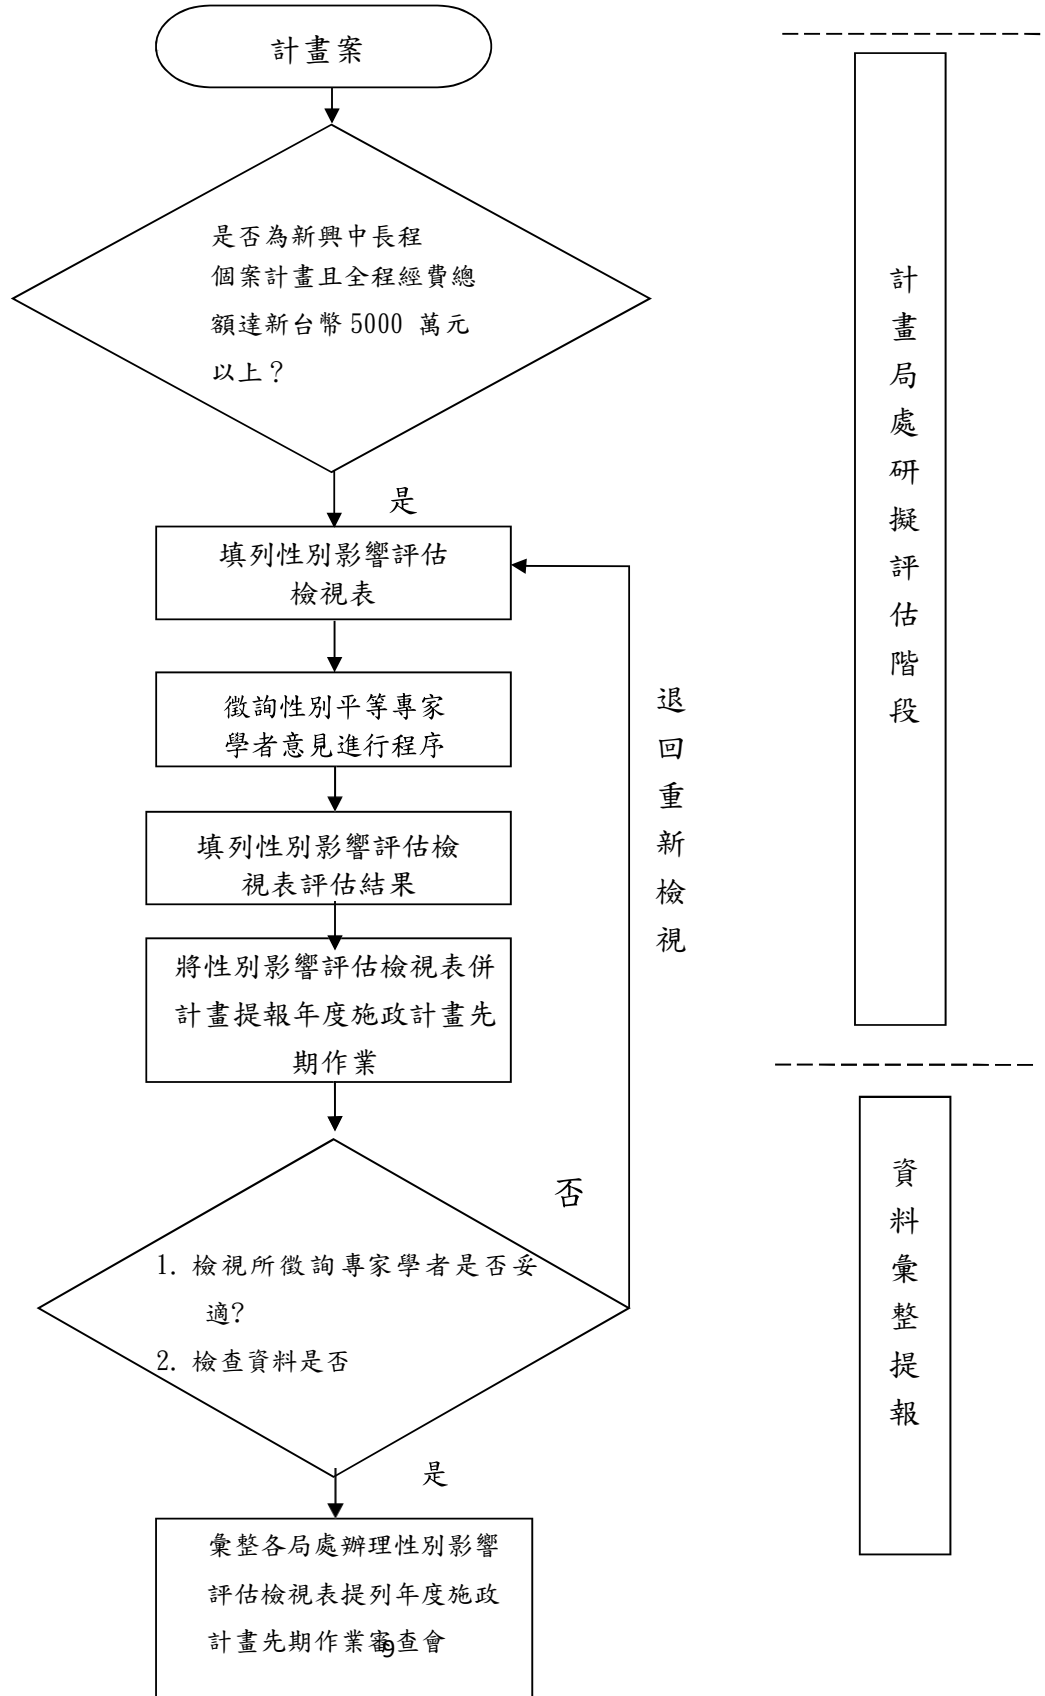 計畫案
是否為新興中長程
個案計畫且全程經費總
額達新台幣 5000 萬元
以上？
是
填列性別影響評估
檢視表
徵詢性別平等專家
學者意見進行程序
填列性別影響評估檢
視表評估結果
將性別影響評估檢視表併
計畫提報年度施政計畫先
期作業
否
1. 檢視所徵詢專家學者是否妥
適?
2. 檢查資料是否
是
彙整各局處辦理性別影響
評估檢視表提列年度施政
計畫先期作業審查會
9
退回重新檢視
計畫局處研擬評估階段
資料彙整提報